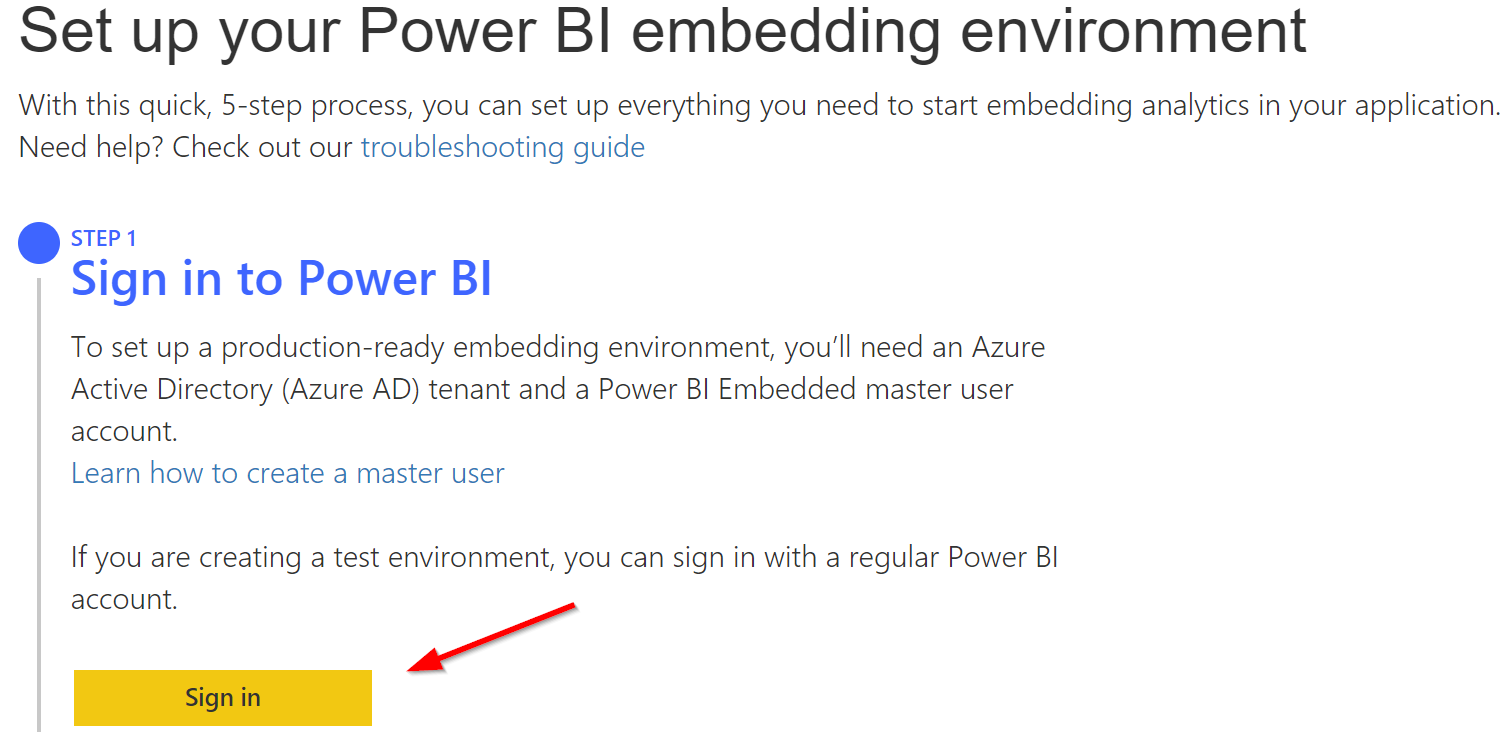 Set up your Power BI embedding environment
With this quick, 5-step process, you can set up everything you need to start embedding analytics in your application.
Need help? Check out our troubleshooting guide
STEP 1
Sign in to Power BI
To set up a production-ready embedding environment, you’ll need an Azure
Active Directory (Azure AD) tenant and a Power BI Embedded master user
account.
Learn how to create a master user
If you are creating a test environment, you can sign in with a regular Power BI
account.
Sign in